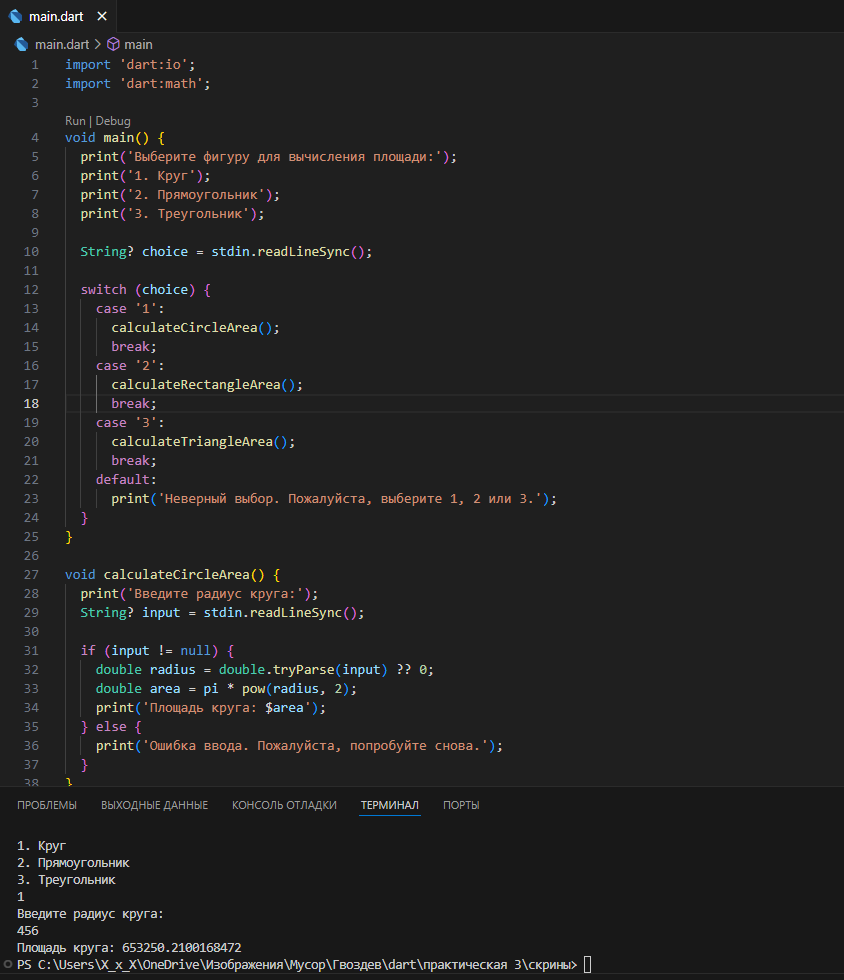 main.dart
main.dart > main
1 import 'dart:io';
2 import 'dart:math';
3
Run | Debug
4 void main() {
5 print('Выберите фигуру для вычисления площади:');
6 print('1. Круг');
7 print('2. Прямоугольник');
8 print('3. Треугольник');
9
10 String? choice = stdin.readLineSync();
11
12 switch (choice) {
13 case '1':
14 calculateCircleArea();
15 break;
16 case '2':
17 calculateRectangleArea();
18 break;
19 case '3':
20 calculateTriangleArea();
21 break;
22 default:
23 print('Неверный выбор. Пожалуйста, выберите 1, 2 или 3.');
24 }
25 }
26
27 void calculateCircleArea() {
28 print('Введите радиус круга:');
29 String? input = stdin.readLineSync();
30
31 if (input != null) {
32 double radius = double.tryParse(input) ?? 0;
33 double area = pi * pow(radius, 2);
34 print('Площадь круга: $area');
35 } else {
36 print('Ошибка ввода. Пожалуйста, попробуйте снова.');
37 }
38 }
ПРОБЛЕМЫ ВЫХОДНЫЕ ДАННЫЕ КОНСОЛЬ ОТЛАДКИ ТЕРМИНАЛ ПОРТЫ
1. Круг
2. Прямоугольник
3. Треугольник
1
Введите радиус круга:
456
Площадь круга: 653250.2100168472
PS C:\Users\X_x_X\OneDrive\Изображения\Мусор\Гвоздев\dart\практическая 3\скрины>